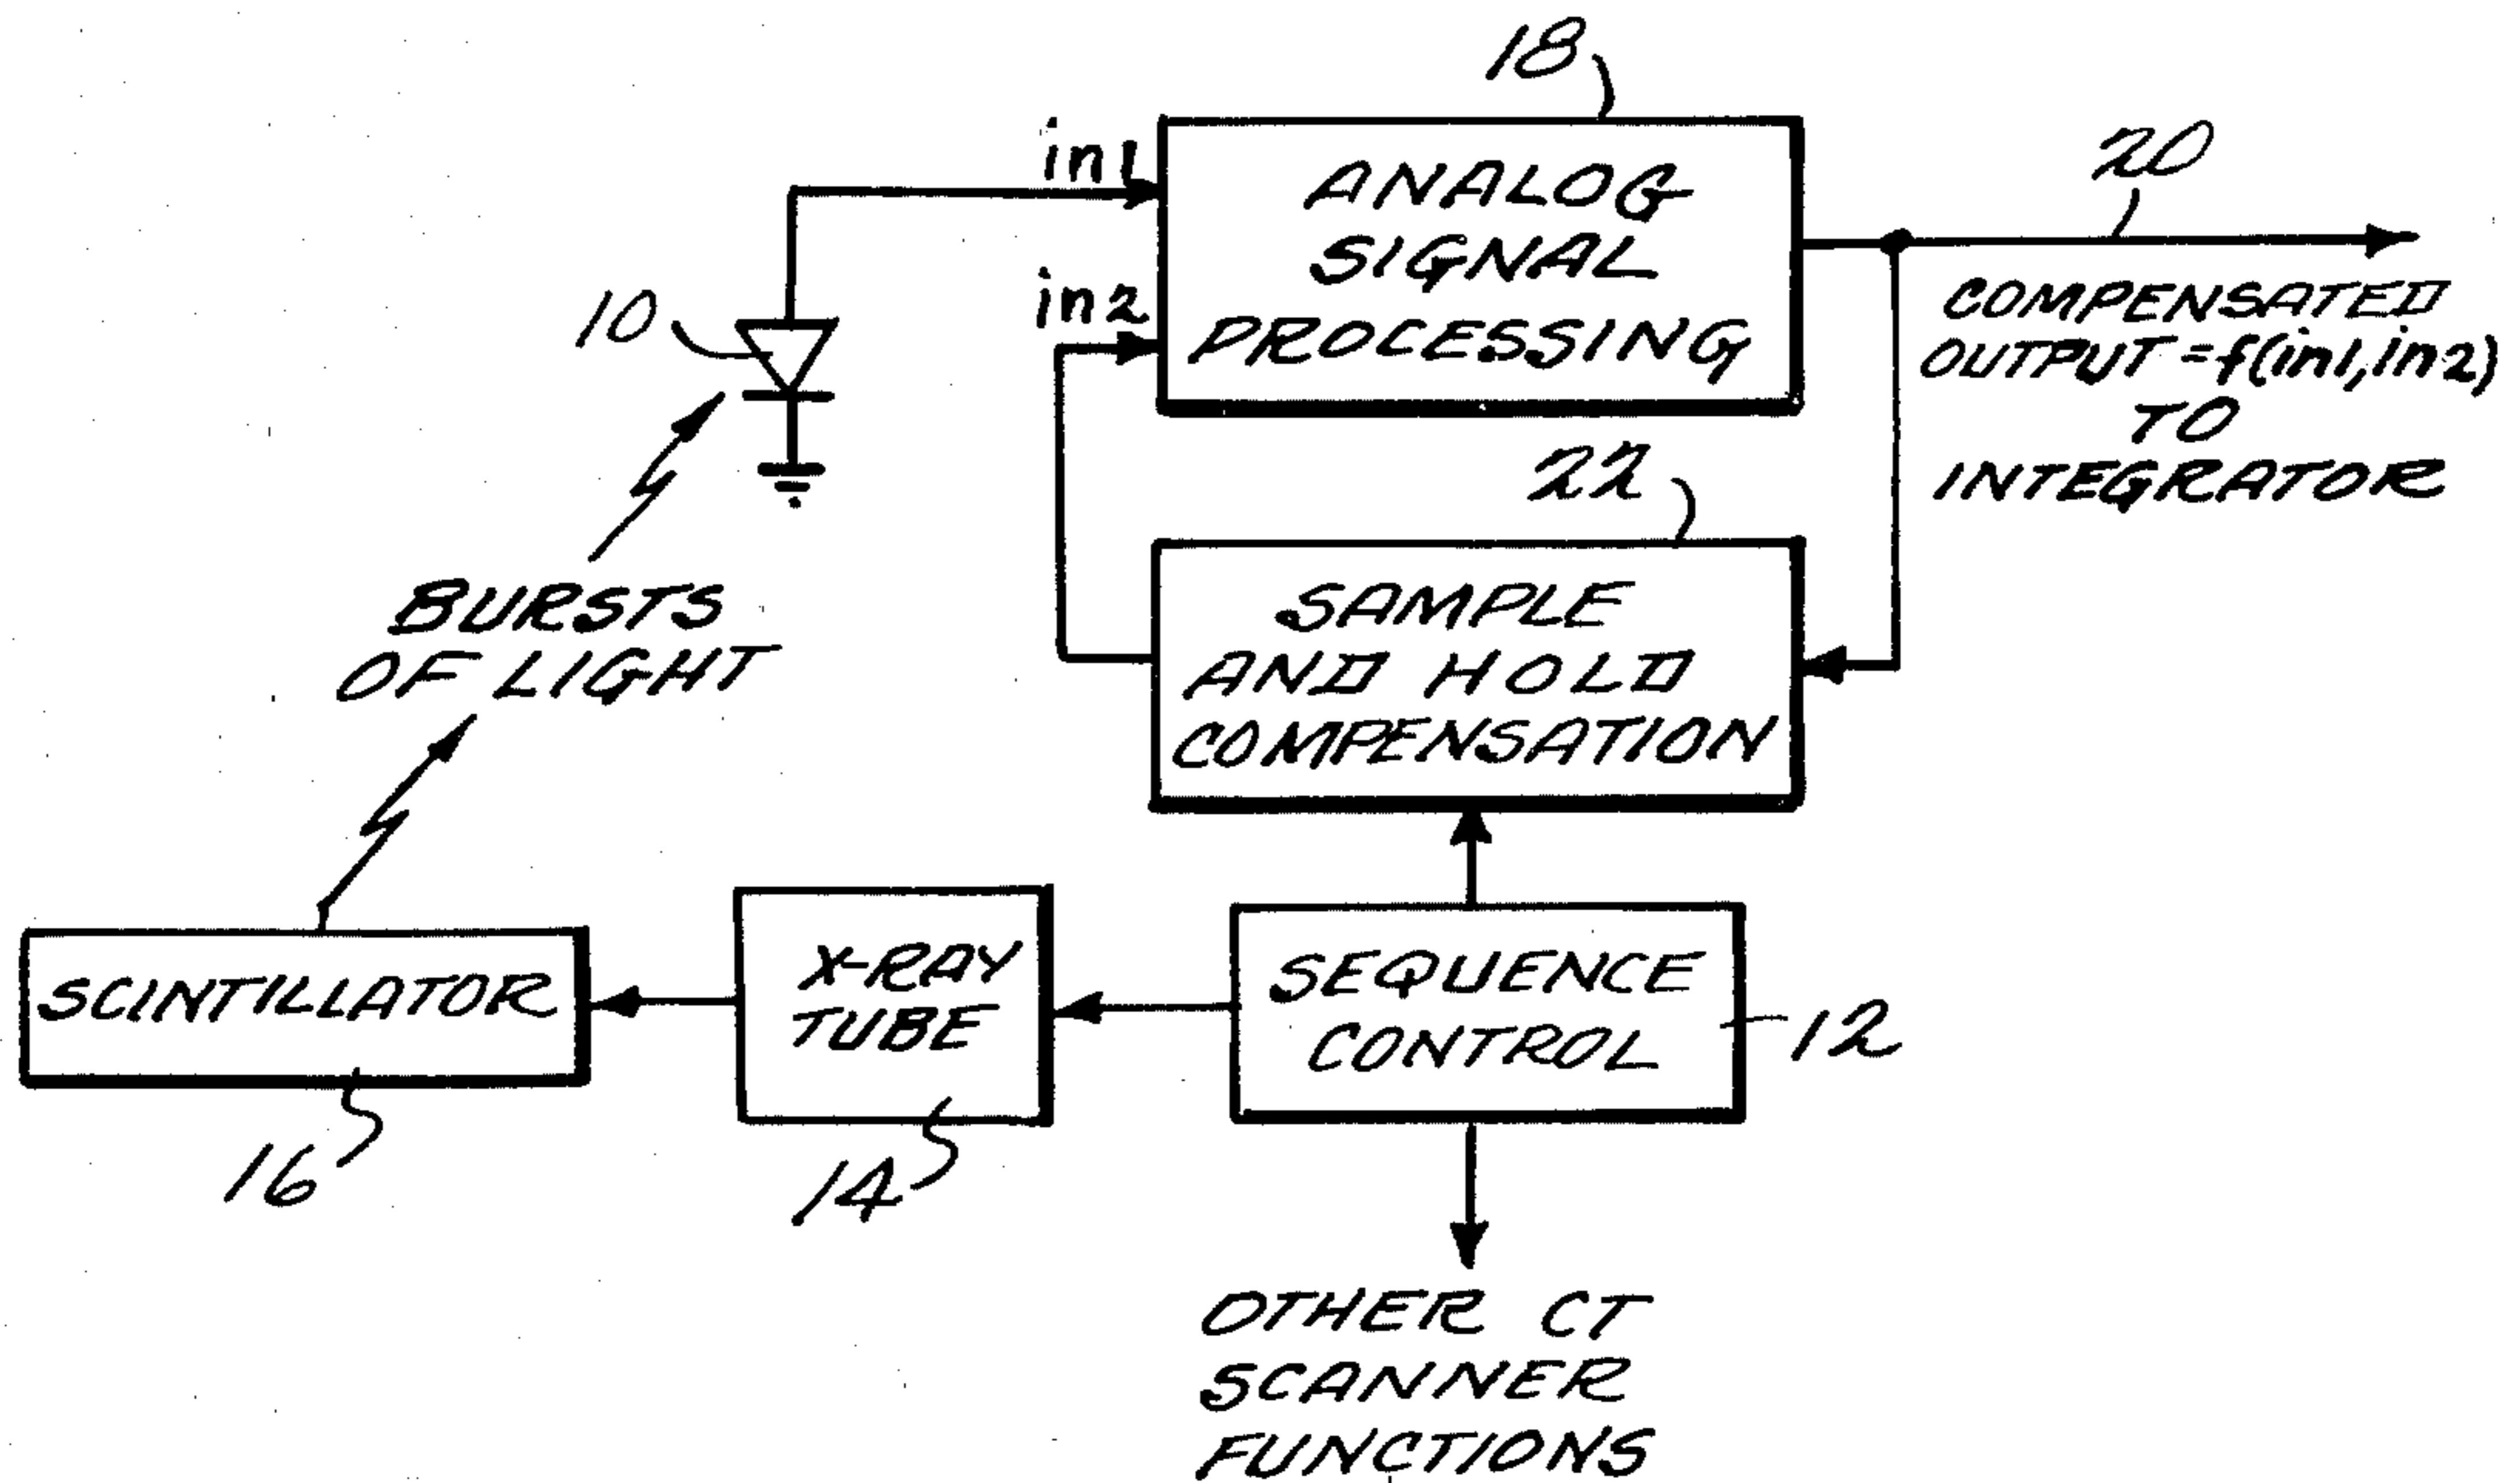 18
in1
ANALOG
SIGNAL
PROCESSING
20
in2
10
COMPENSATED
OUTPUT = f(in1, in2)
TO
INTEGRATOR
22
BURSTS
OF LIGHT
SAMPLE
AND HOLD
COMPENSATION
SCINTILLATOR
X-RAY
TUBE
SEQUENCE
CONTROL
12
16
14
OTHER CT
SCANNER
FUNCTIONS